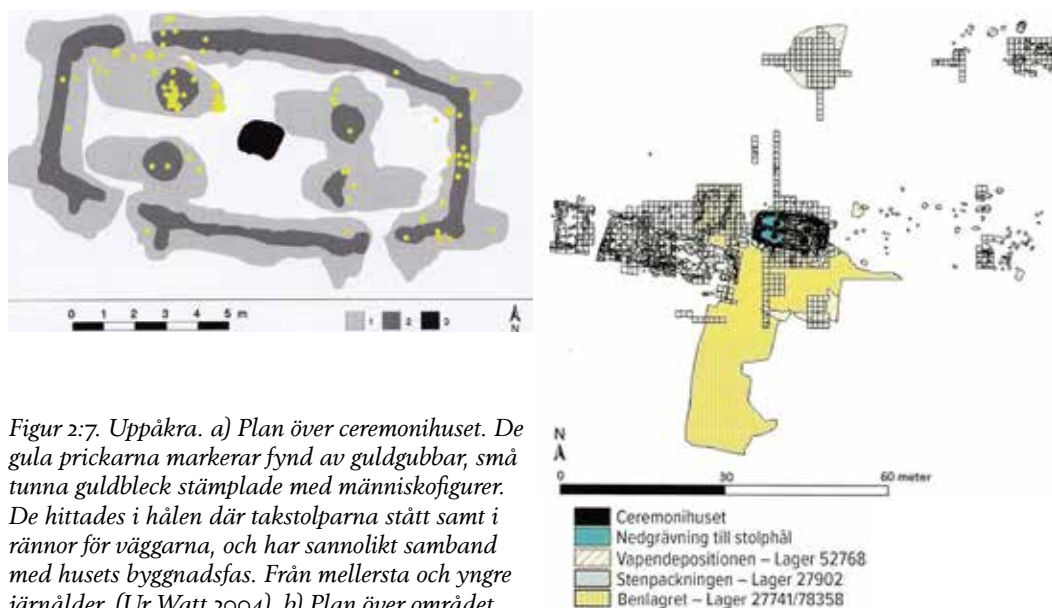 0 1 2 3 4 5 m
1 2 3
N
Figur 2:7. Uppåkra. a) Plan över ceremonihuset. De
gula prickarna markerar fynd av guldgubbar, små
tunna guldbleck stämplade med människofigurer.
De hittades i hålen där takstolparna stått samt i
rännor för väggarna, och har sannolikt samband
med husets byggnadsfas. Från mellersta och yngre
järnålder. (Ur Watt 2004). b) Plan över området
N
0 30 60 meter
Ceremonihuset
Nedgrävning till stolphål
Vapendepositionen – Lager 52768
Stenpackningen – Lager 27902
Benlagret – Lager 27741/78358